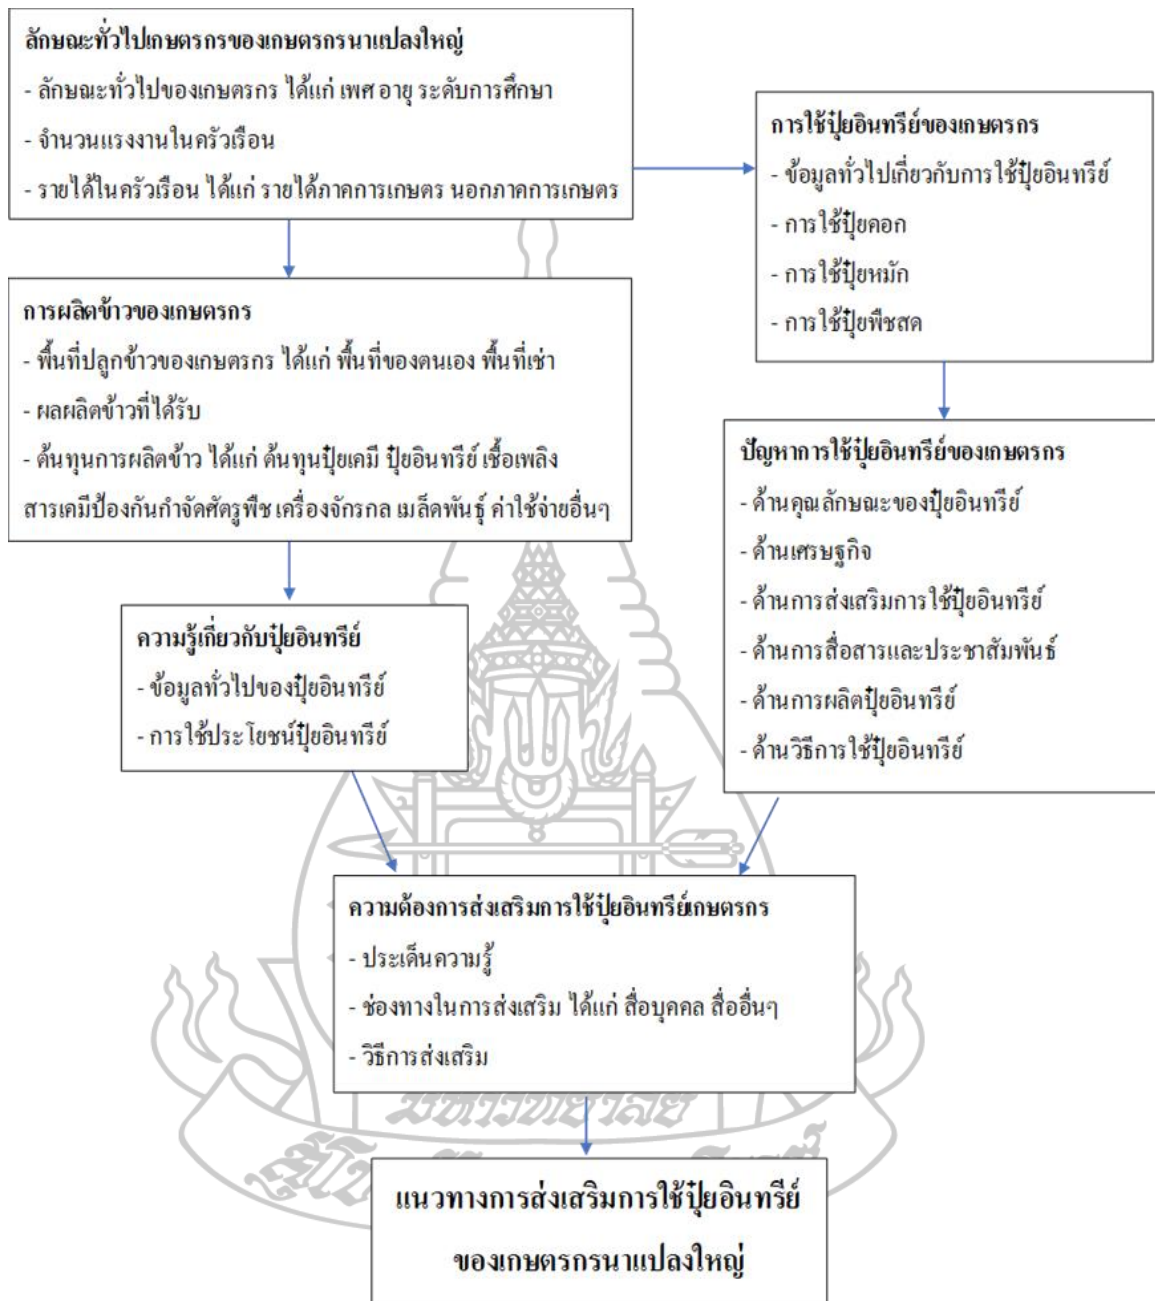 ลักษณะทั่วไปเกษตรกรของเกษตรกรนาแปลงใหญ่
- ลักษณะทั่วไปของเกษตรกร ได้แก่ เพศ อายุ ระดับการศึกษา
- จำนวนแรงงานในครัวเรือน
- รายได้ในครัวเรือน ได้แก่ รายได้ภาคการเกษตร นอกภาคการเกษตร
การผลิตข้าวของเกษตรกร
- พื้นที่ปลูกข้าวของเกษตรกร ได้แก่ พื้นที่ของตนเอง พื้นที่เช่า
- ผลผลิตข้าวที่ได้รับ
- ต้นทุนการผลิตข้าว ได้แก่ ต้นทุนปุ๋ยเคมี ปุ๋ยอินทรีย์ เชื้อเพลิง
สารเคมีป้องกันกำจัดศัตรูพืช เครื่องจักรกล เมล็ดพันธุ์ ค่าใช้จ่ายอื่นๆ
ความรู้เกี่ยวกับปุ๋ยอินทรีย์
- ข้อมูลทั่วไปของปุ๋ยอินทรีย์
- การใช้ประโยชน์ปุ๋ยอินทรีย์
การใช้ปุ๋ยอินทรีย์ของเกษตรกร
- ข้อมูลทั่วไปเกี่ยวกับการใช้ปุ๋ยอินทรีย์
- การใช้ปุ๋ยคอก
- การใช้ปุ๋ยหมัก
- การใช้ปุ๋ยพืชสด
ปัญหาการใช้ปุ๋ยอินทรีย์ของเกษตรกร
- ด้านคุณลักษณะของปุ๋ยอินทรีย์
- ด้านเศรษฐกิจ
- ด้านการส่งเสริมการใช้ปุ๋ยอินทรีย์
- ด้านการสื่อสารและประชาสัมพันธ์
- ด้านการผลิตปุ๋ยอินทรีย์
- ด้านวิธีการใช้ปุ๋ยอินทรีย์
ความต้องการส่งเสริมการใช้ปุ๋ยอินทรีย์เกษตรกร
- ประเด็นความรู้
- ช่องทางในการส่งเสริม ได้แก่ สื่อบุคคล สื่ออื่นๆ
- วิธีการส่งเสริม
มหาวิทยาลัย
แนวทางการส่งเสริมการใช้ปุ๋ยอินทรีย์
ของเกษตรกรนาแปลงใหญ่